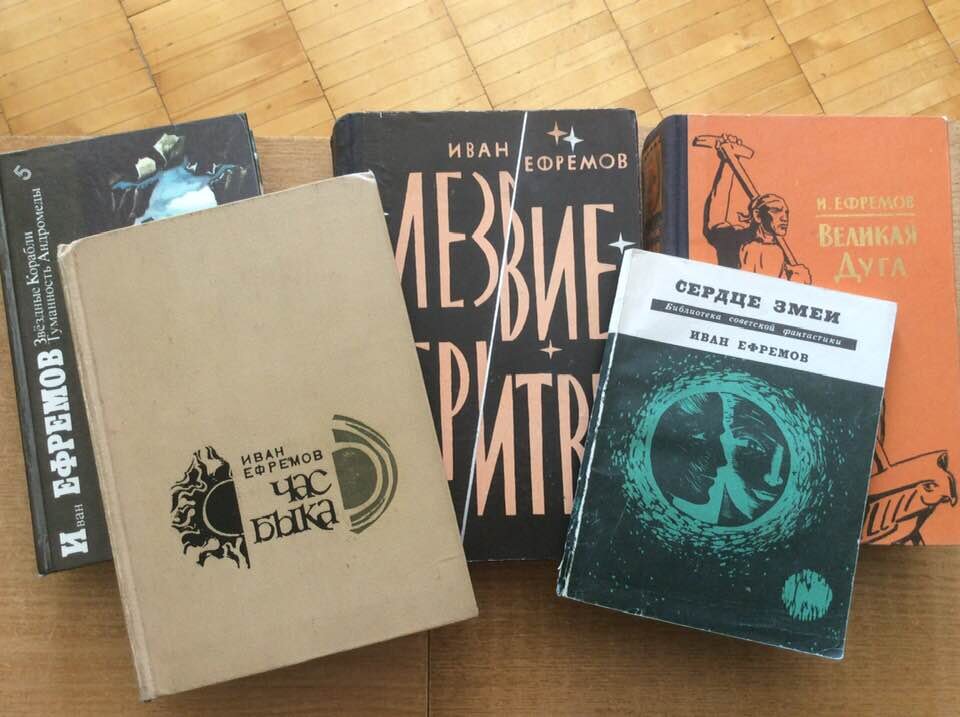 5
Иван ЕФРЕМОВ
Звёздные Корабли
Туманность Андромеды
ИВАН
ЕФРЕМОВ
ЧАС
БЫКА
ИВАН ЕФРЕМОВ
ЛЕЗВИЕ
БРИТВ
И. ЕФРЕМОВ
ВЕЛИКАЯ
ДУГА
СЕРДЦЕ ЗМЕИ
Библиотека советской фантастики
ИВАН ЕФРЕМОВ